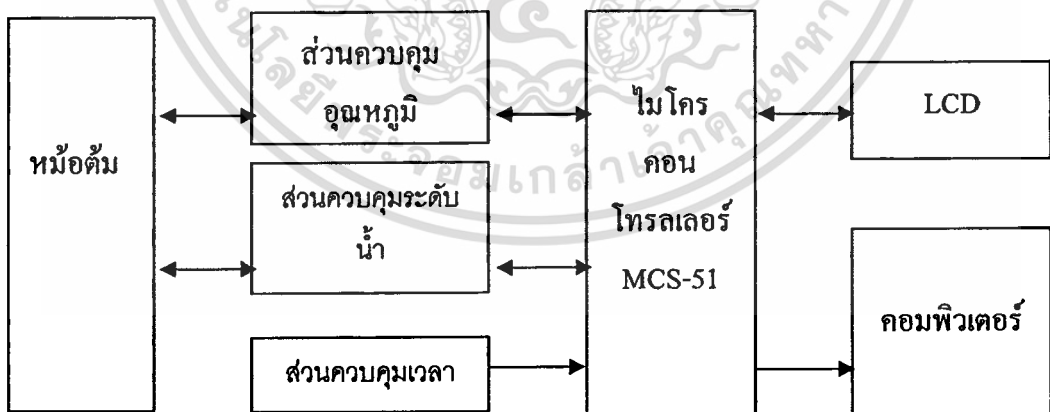 หม้อต้ม
ส่วนควบคุม
อุณหภูมิ
ส่วนควบคุมระดับ
น้ำ
ส่วนควบคุมเวลา
ไมโคร
คอน
โทรลเลอร์
MCS-51
LCD
คอมพิวเตอร์